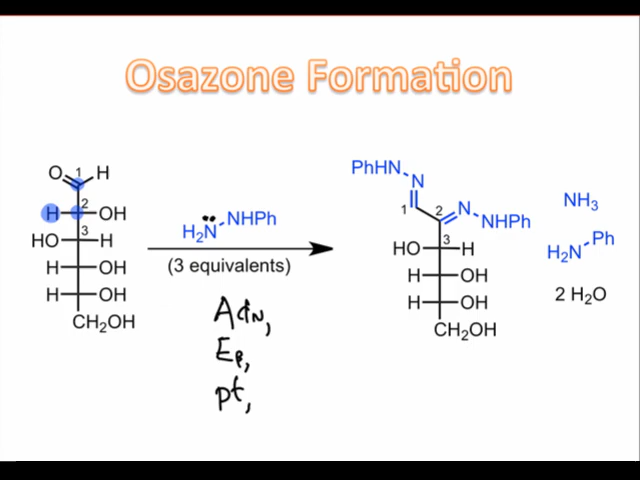 Osazone Formation
O 1 H
2
H OH
3
HO H
H OH
H OH
CH₂OH
H₂N NHPh
(3 equivalents)
AdN,
Eβ,
pt,
PhHN N
1 2 N NHPh
3
HO H
H OH
H OH
CH₂OH
NH₃
H₂N Ph
2 H₂O